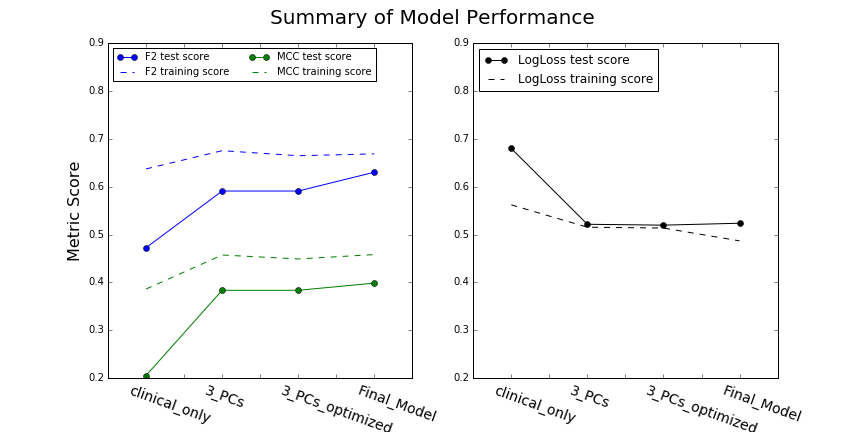 Summary of Model Performance
F2 test score
F2 training score
MCC test score
MCC training score
Metric Score
0.9
0.8
0.7
0.6
0.5
0.4
0.3
0.2
clinical_only
3_PCs
3_PCs_optimized
Final_Model
LogLoss test score
LogLoss training score
0.9
0.8
0.7
0.6
0.5
0.4
0.3
0.2
clinical_only
3_PCs
3_PCs_optimized
Final_Model